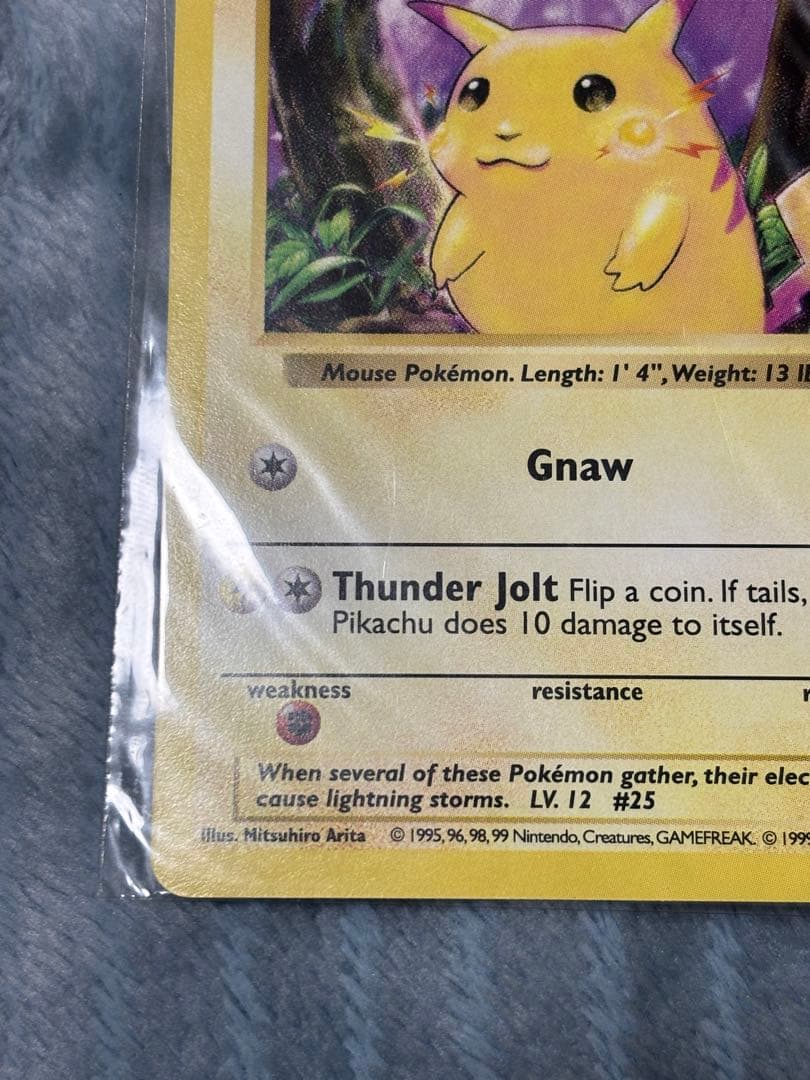 Mouse Pokémon. Length: 1' 4", Weight: 13
Gnaw
Thunder Jolt Flip a coin. If tails,
Pikachu does 10 damage to itself.
weakness resistance
When several of these Pokémon gather, their elec
cause lightning storms. LV. 12 #25
Illus. Mitsuhiro Arita © 1995, 96, 98, 99 Nintendo, Creatures, GAMEFREAK. © 1999